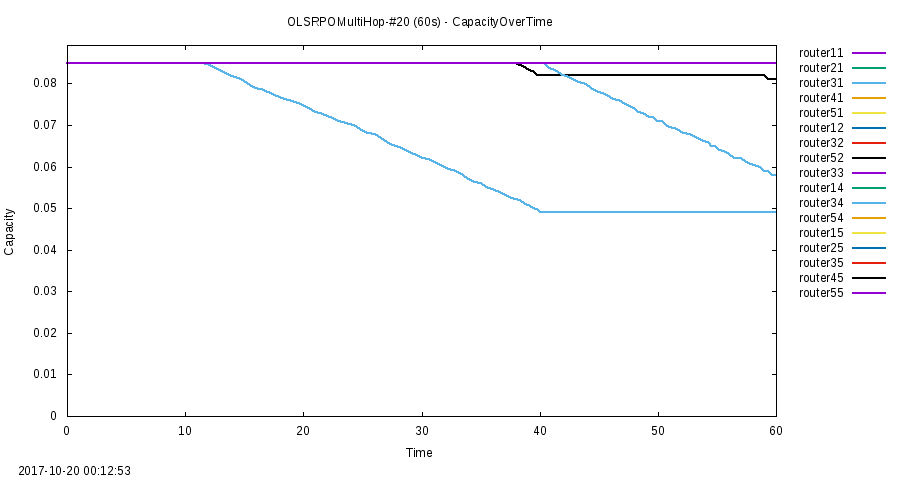 OLSRPOMultiHop-#20 (60s) - CapacityOverTime
router11
router21
router31
router41
router51
router12
router32
router52
router33
router14
router34
router54
router15
router25
router35
router45
router55
0.08
0.07
0.06
0.05
0.04
0.03
0.02
0.01
0
Capacity
0 10 20 30 40 50 60
Time
2017-10-20 00:12:53